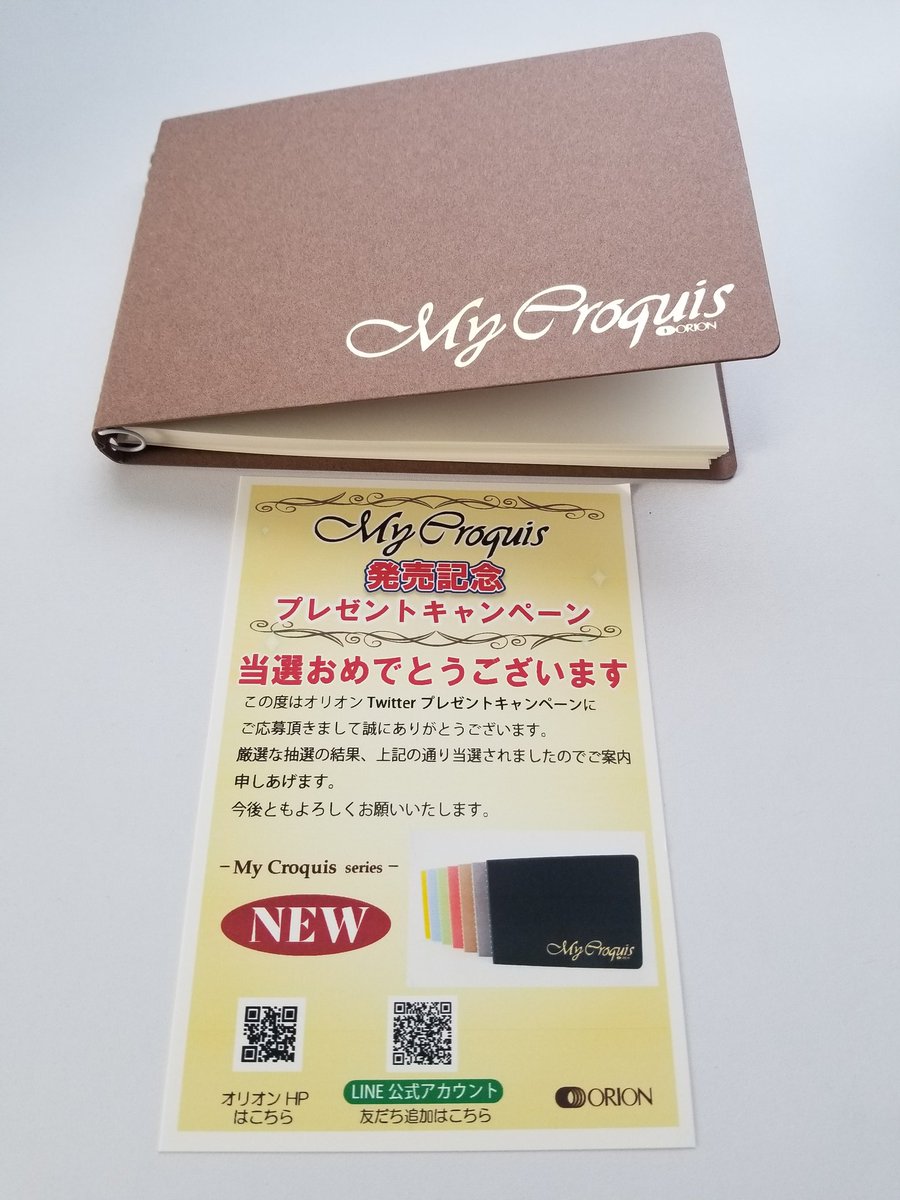 My Croquis
ORION
My Croquis
発売記念
プレゼントキャンペーン
当選おめでとうございます
この度はオリオン Twitter プレゼントキャンペーンに
ご応募頂きまして誠にありがとうございます。
厳選な抽選の結果、上記の通り当選されましたのでご案内
申しあげます。
今後ともよろしくお願いいたします。
- My Croquis series -
NEW
My Croquis
オリオン HP
はこちら
LINE 公式アカウント
友だち追加はこちら
ORION